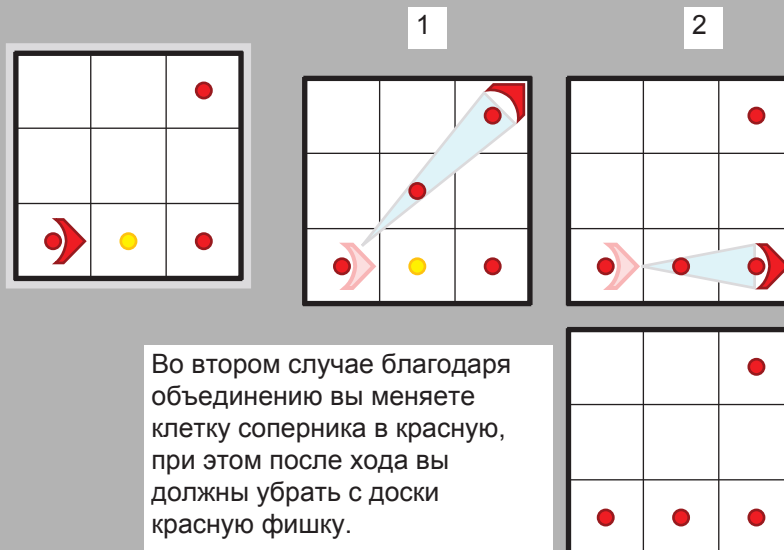 1
2
Во втором случае благодаря
объединению вы меняете
клетку соперника в красную,
при этом после хода вы
должны убрать с доски
красную фишку.